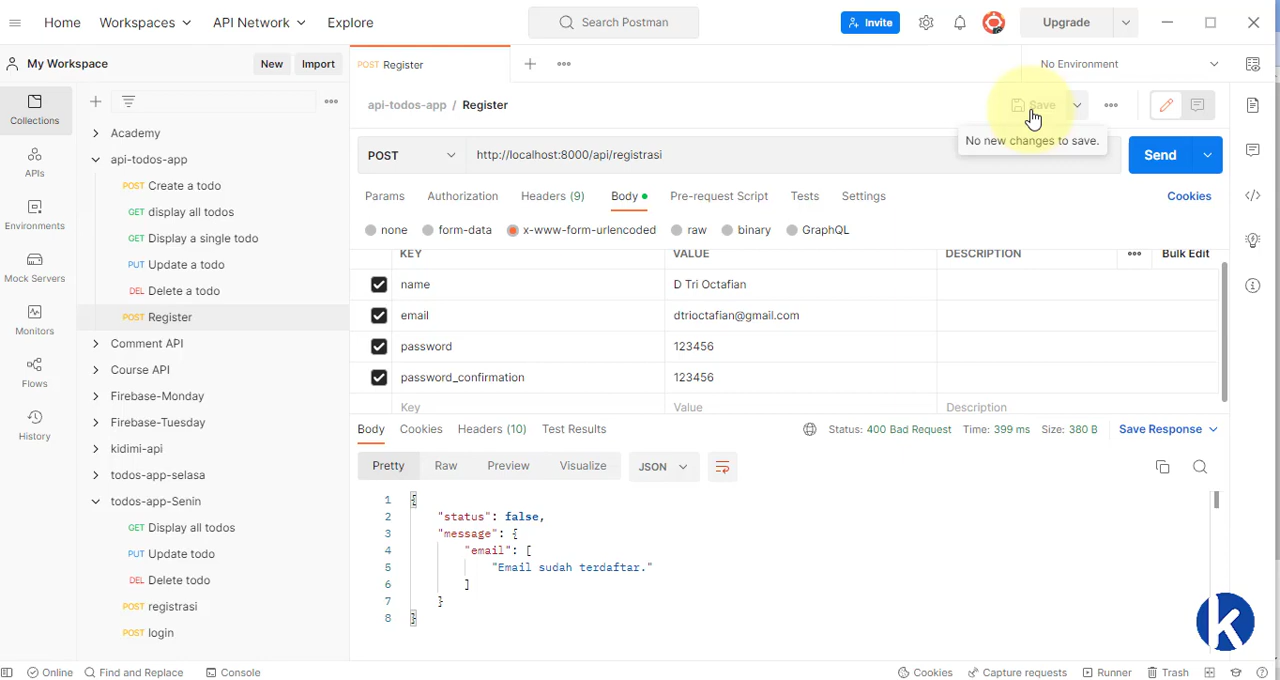 Home Workspaces API Network Explore Search Postman Invite Upgrade
My Workspace New Import POST Register No Environment
api-todos-app / Register Save
No new changes to save.
Collections
APIs
Environments
Mock Servers
Monitors
Flows
History
Academy
api-todos-app
POST Create a todo
GET display all todos
GET Display a single todo
PUT Update a todo
DEL Delete a todo
POST Register
Comment API
Course API
Firebase-Monday
Firebase-Tuesday
kidimi-api
todos-app-selasa
todos-app-Senin
GET Display all todos
PUT Update todo
DEL Delete todo
POST registrasi
POST login
POST http://localhost:8000/api/registrasi Send
Params Authorization Headers (9) Body Pre-request Script Tests Settings Cookies
none form-data x-www-form-urlencoded raw binary GraphQL
KEY VALUE DESCRIPTION Bulk Edit
name D Tri Octafian
email dtrioctafian@gmail.com
password 123456
password_confirmation 123456
Key Value Description
Body Cookies Headers (10) Test Results Status: 400 Bad Request Time: 399 ms Size: 380 B Save Response
Pretty Raw Preview Visualize JSON
1 {
2 "status": false,
3 "message": {
4 "email": [
5 "Email sudah terdaftar."
6 ]
7 }
8 }
k
Online Find and Replace Console Cookies Capture requests Runner Trash